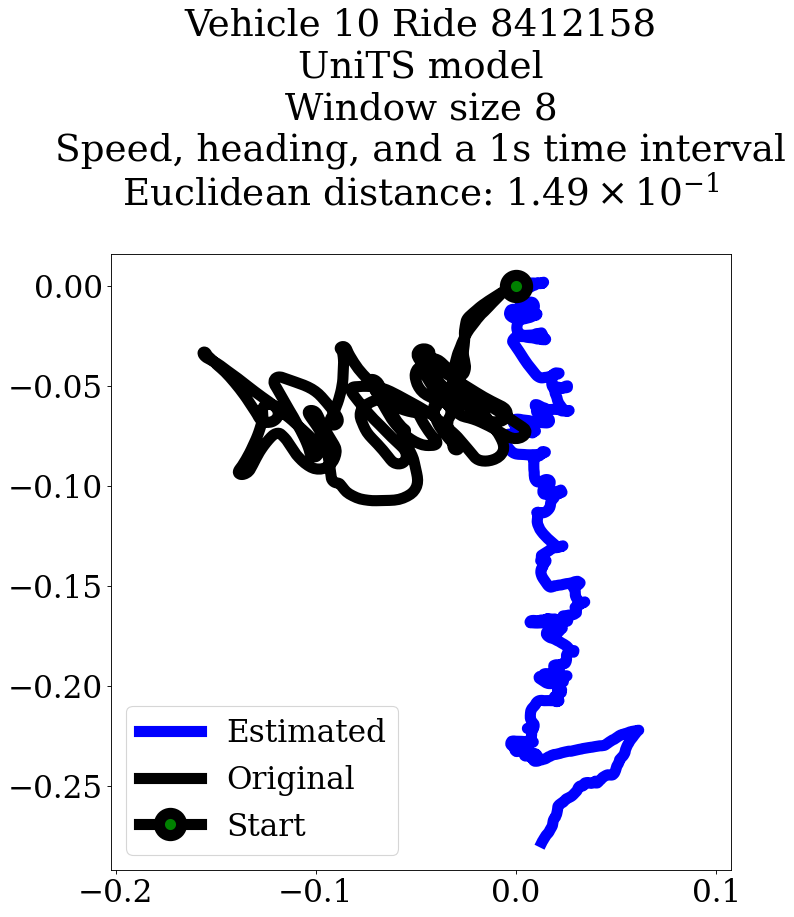 Vehicle 10 Ride 8412158
UniTS model
Window size 8
Speed, heading, and a 1s time interval
Euclidean distance: 1.49 × 10⁻¹
0.00
−0.05
−0.10
−0.15
−0.20
−0.25
Estimated
Original
Start
−0.2
−0.1
0.0
0.1